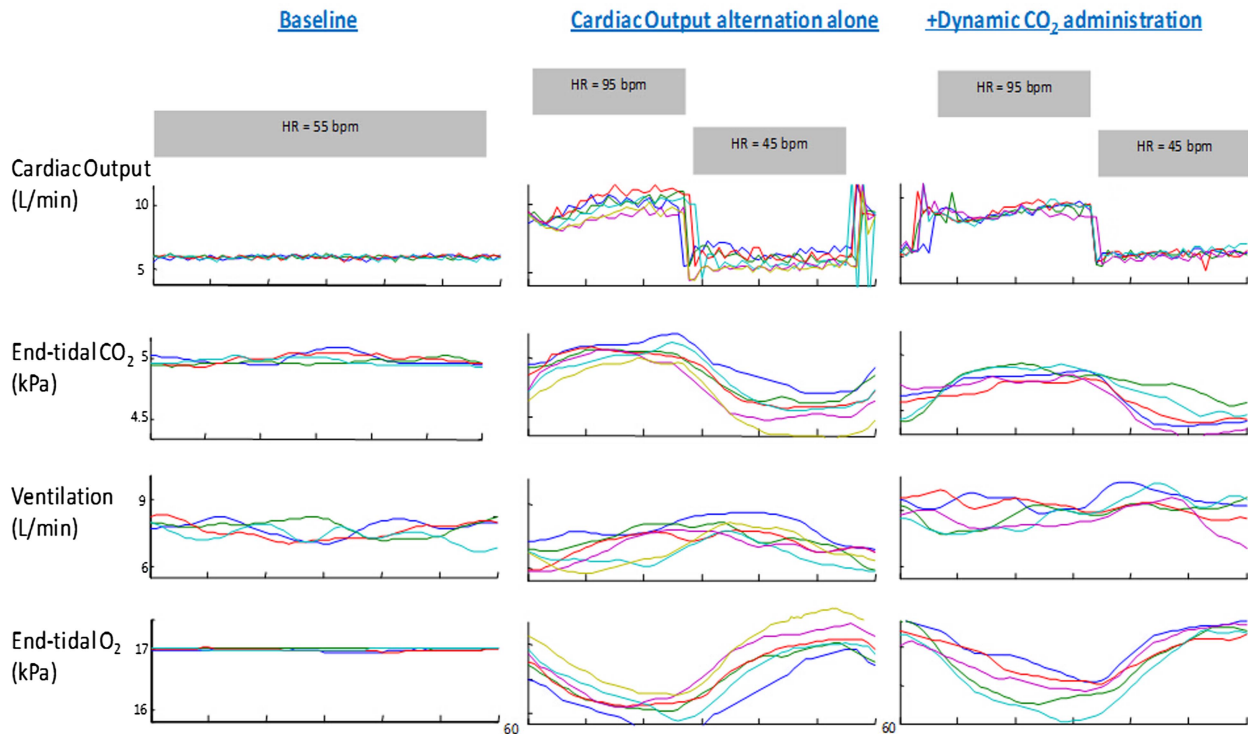 Baseline
Cardiac Output alternation alone
+Dynamic CO₂ administration
HR = 95 bpm
HR = 95 bpm
HR = 55 bpm
HR = 45 bpm
HR = 45 bpm
Cardiac Output
(L/min)
10
5
End-tidal CO₂
(kPa)
5
2
4.5
Ventilation
(L/min)
9
6
End-tidal O₂
(kPa)
17
16
60
60